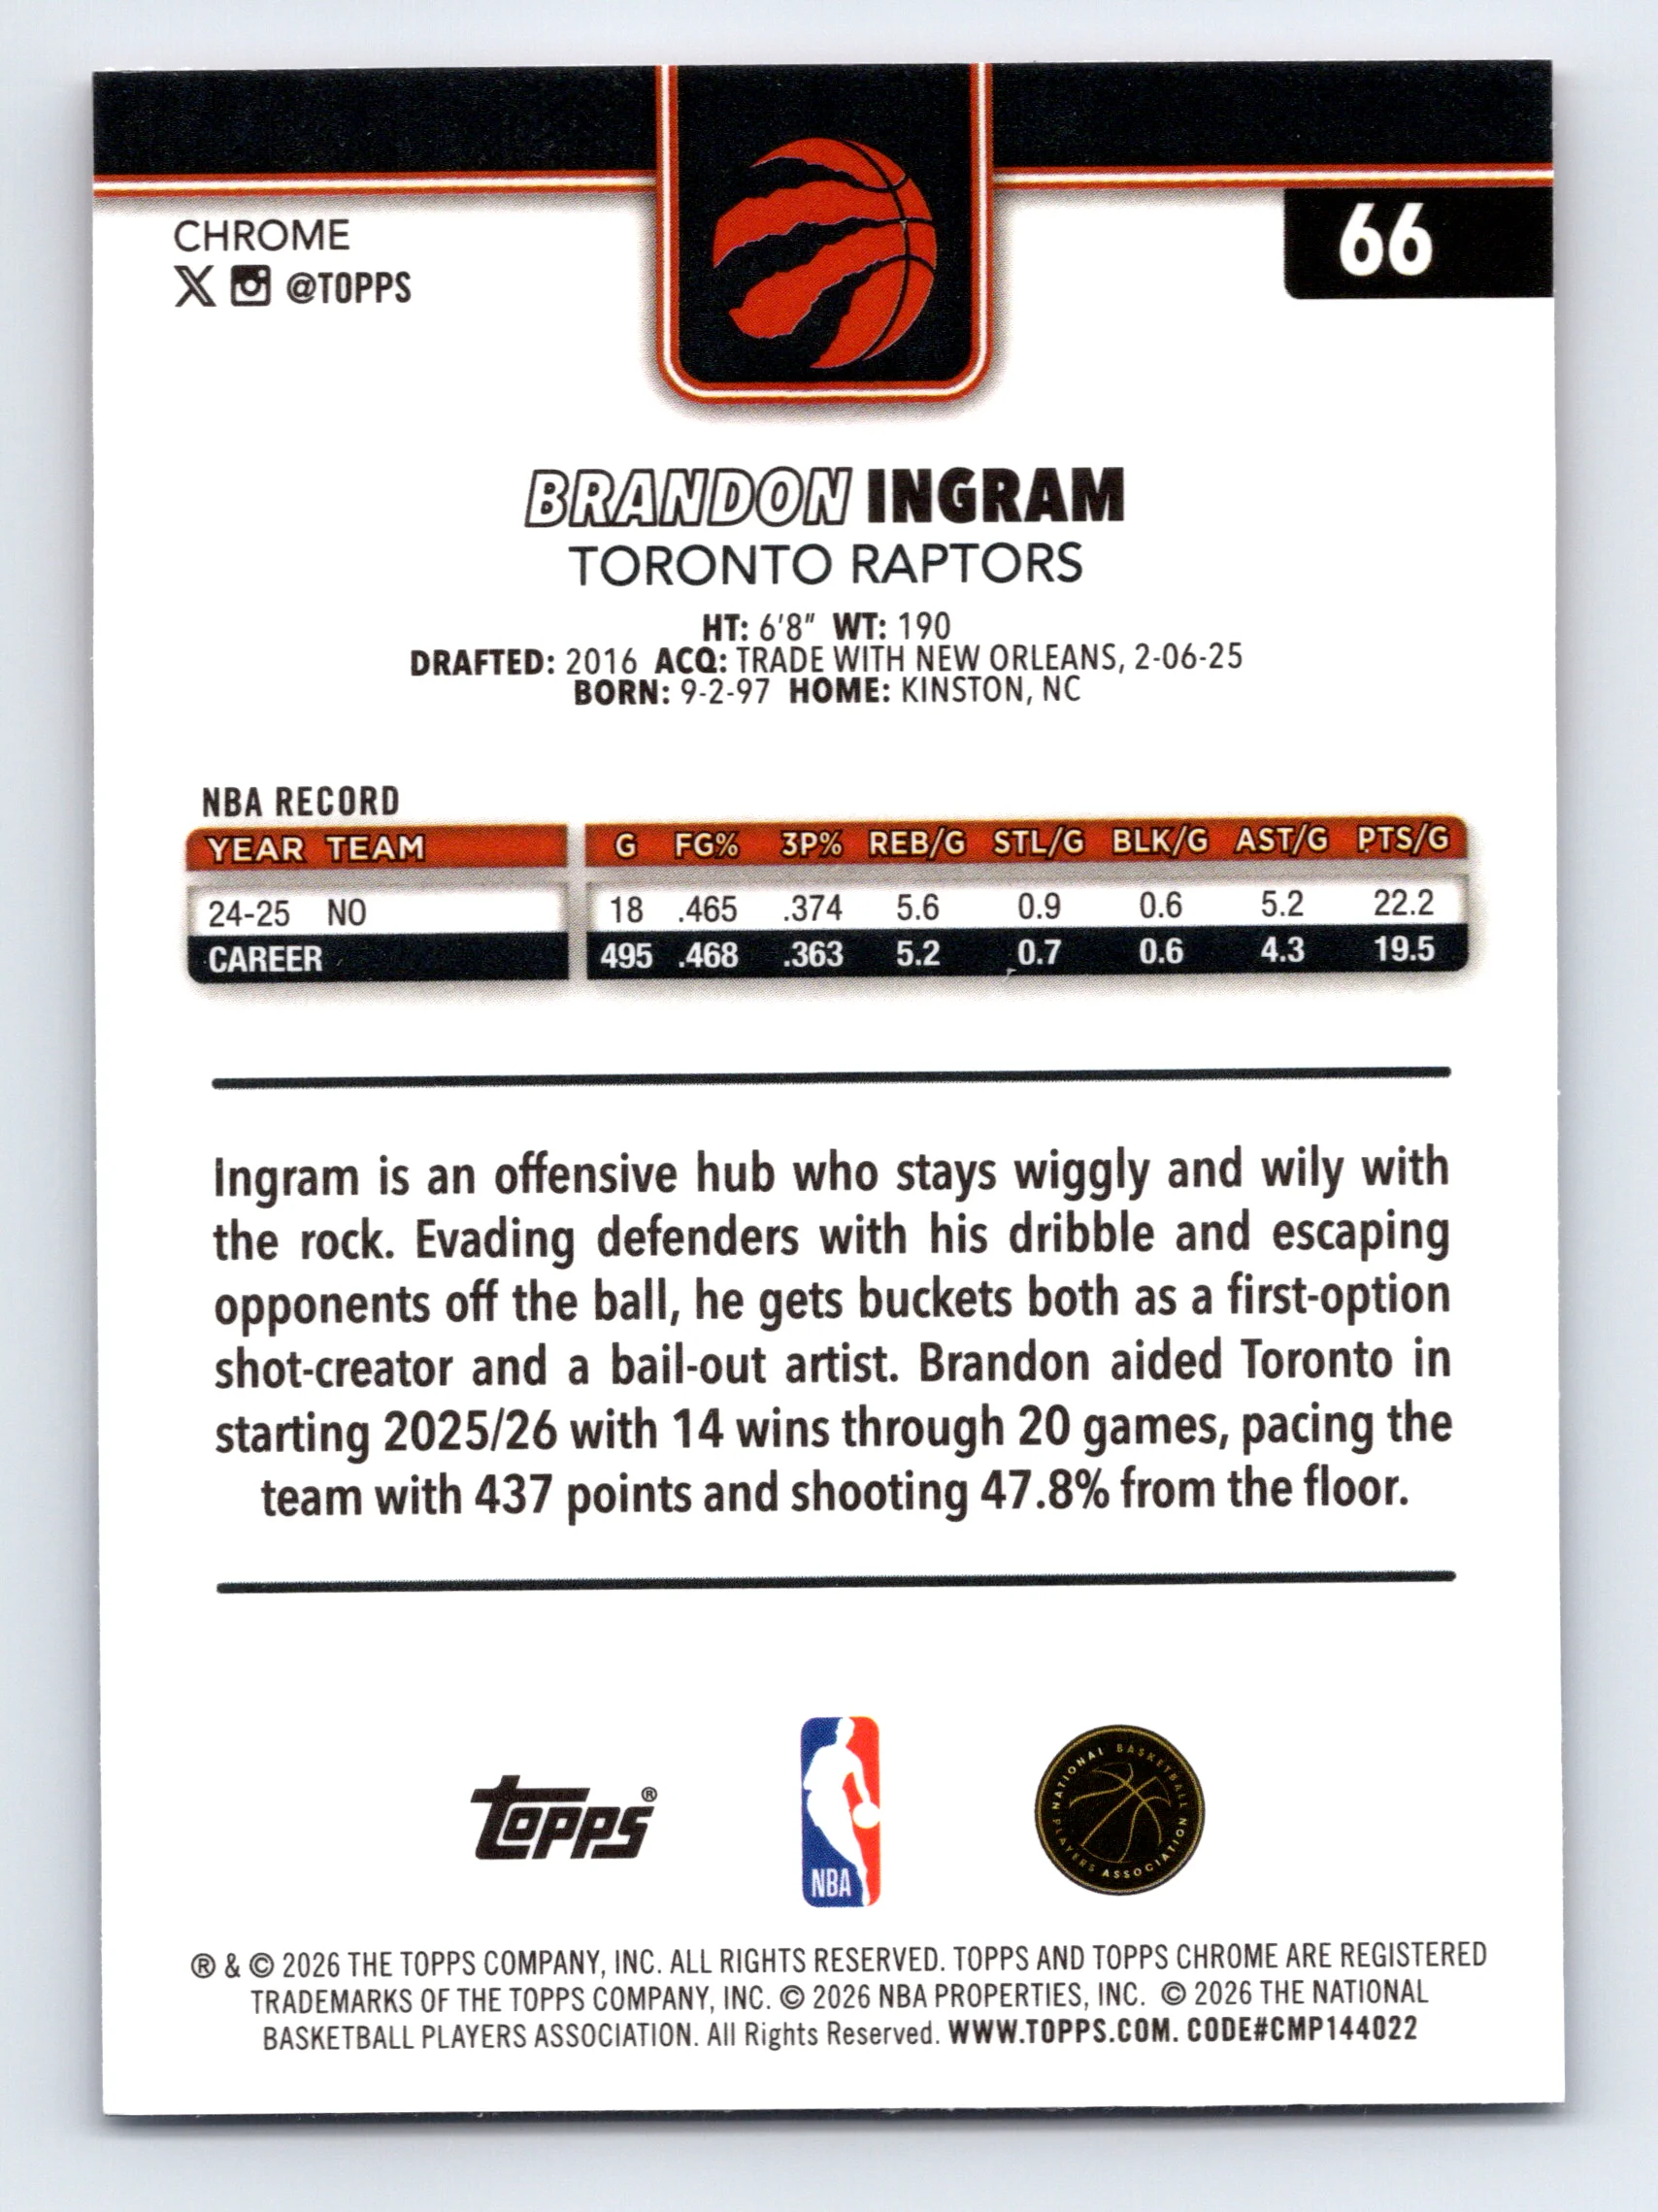 CHROME
X @TOPPS
66
BRANDON INGRAM
TORONTO RAPTORS
HT: 6'8" WT: 190
DRAFTED: 2016 ACQ: TRADE WITH NEW ORLEANS, 2-06-25
BORN: 9-2-97 HOME: KINSTON, NC
NBA RECORD
YEAR TEAM G FG% 3P% REB/G STL/G BLK/G AST/G PTS/G
24-25 NO 18 .465 .374 5.6 0.9 0.6 5.2 22.2
CAREER 495 .468 .363 5.2 0.7 0.6 4.3 19.5
Ingram is an offensive hub who stays wiggly and wily with
the rock. Evading defenders with his dribble and escaping
opponents off the ball, he gets buckets both as a first-option
shot-creator and a bail-out artist. Brandon aided Toronto in
starting 2025/26 with 14 wins through 20 games, pacing the
team with 437 points and shooting 47.8% from the floor.
TOPPS®
NBA
NATIONAL BASKETBALL PLAYERS ASSOCIATION
® & © 2026 THE TOPPS COMPANY, INC. ALL RIGHTS RESERVED. TOPPS AND TOPPS CHROME ARE REGISTERED
TRADEMARKS OF THE TOPPS COMPANY, INC. © 2026 NBA PROPERTIES, INC. © 2026 THE NATIONAL
BASKETBALL PLAYERS ASSOCIATION. All Rights Reserved. WWW.TOPPS.COM. CODE#CMP144022